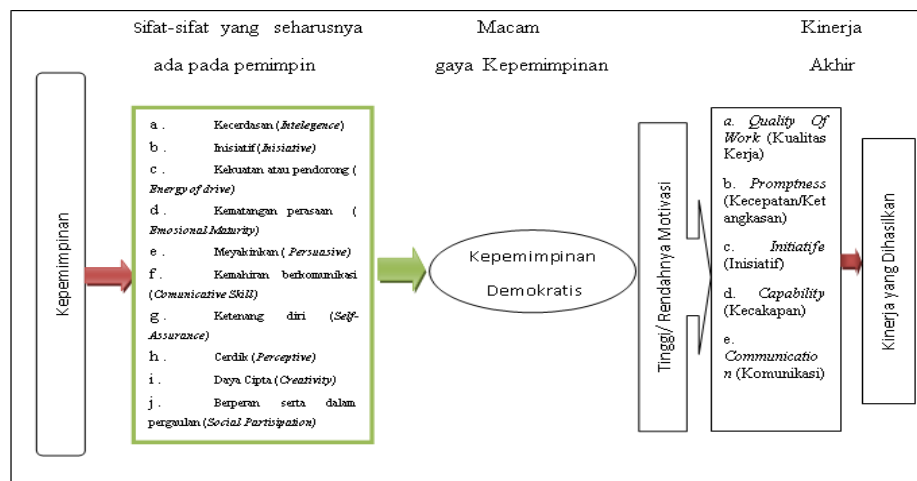 Sifat-sifat yang seharusnya
ada pada pemimpin
Macam
gaya Kepemimpinan
Kinerja
Akhir
Kepemimpinan
a. Kecerdasan (Intelegence)
b. Inisiatif (Inisiative)
c. Kekuatan atau pendorong (
Energy of drive)
d. Kematangan perasaan (
Emosional Maturity)
e. Meyakinkan (Persuasive)
f. Kemahiran berkomunikasi
(Comunicative Skill)
g. Ketenang diri (Self-
Assurance)
h. Cerdik (Perceptive)
i. Daya Cipta (Creativity)
j. Berperan serta dalam
pergaulan (Social Partisipation)
Kepemimpinan
Demokratis
Tinggi/ Rendahnya Motivasi
a. Quality Of
Work (Kualitas
Kerja)
b. Promptness
(Kecepatan/Ket
angkasan)
c. Initiatife
(Inisiatif)
d. Capability
(Kecakapan)
e.
Communicatio
n (Komunikasi)
Kinerja yang Dihasilkan